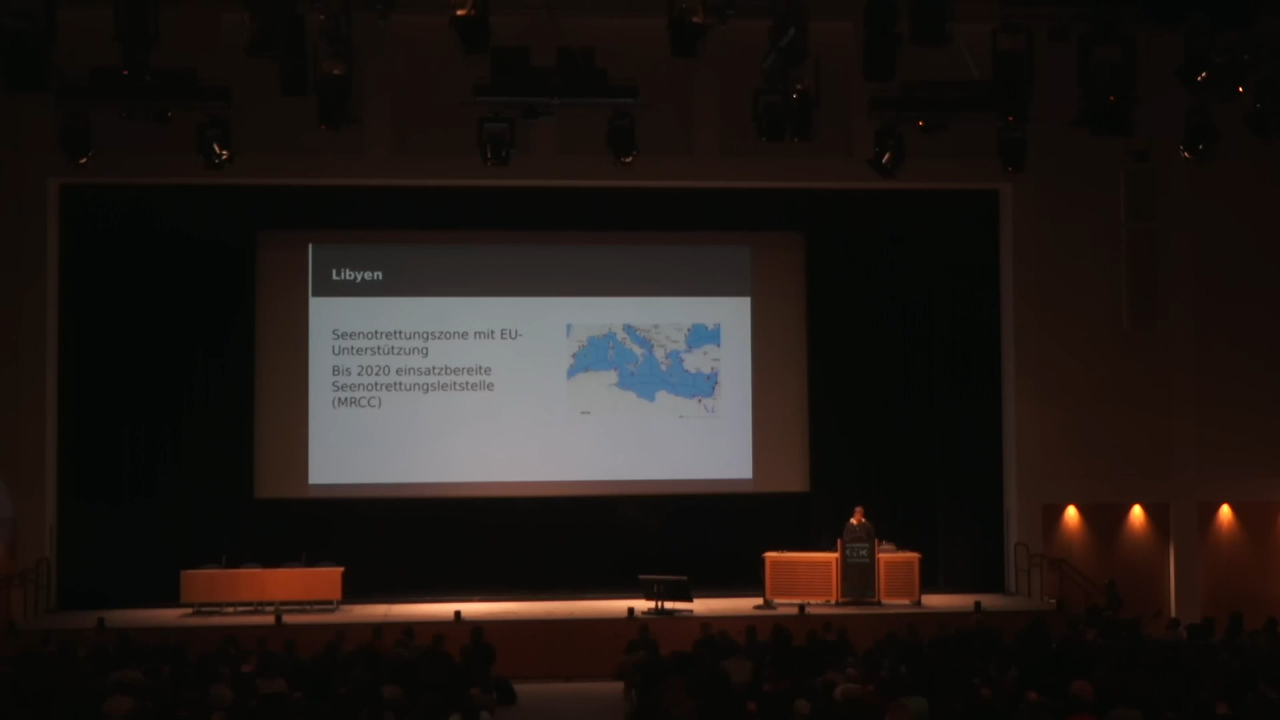 Libyen
Seenotrettungszone mit EU-
Unterstützung
Bis 2020 einsatzbereite
Seenotrettungsleitstelle
(MRCC)